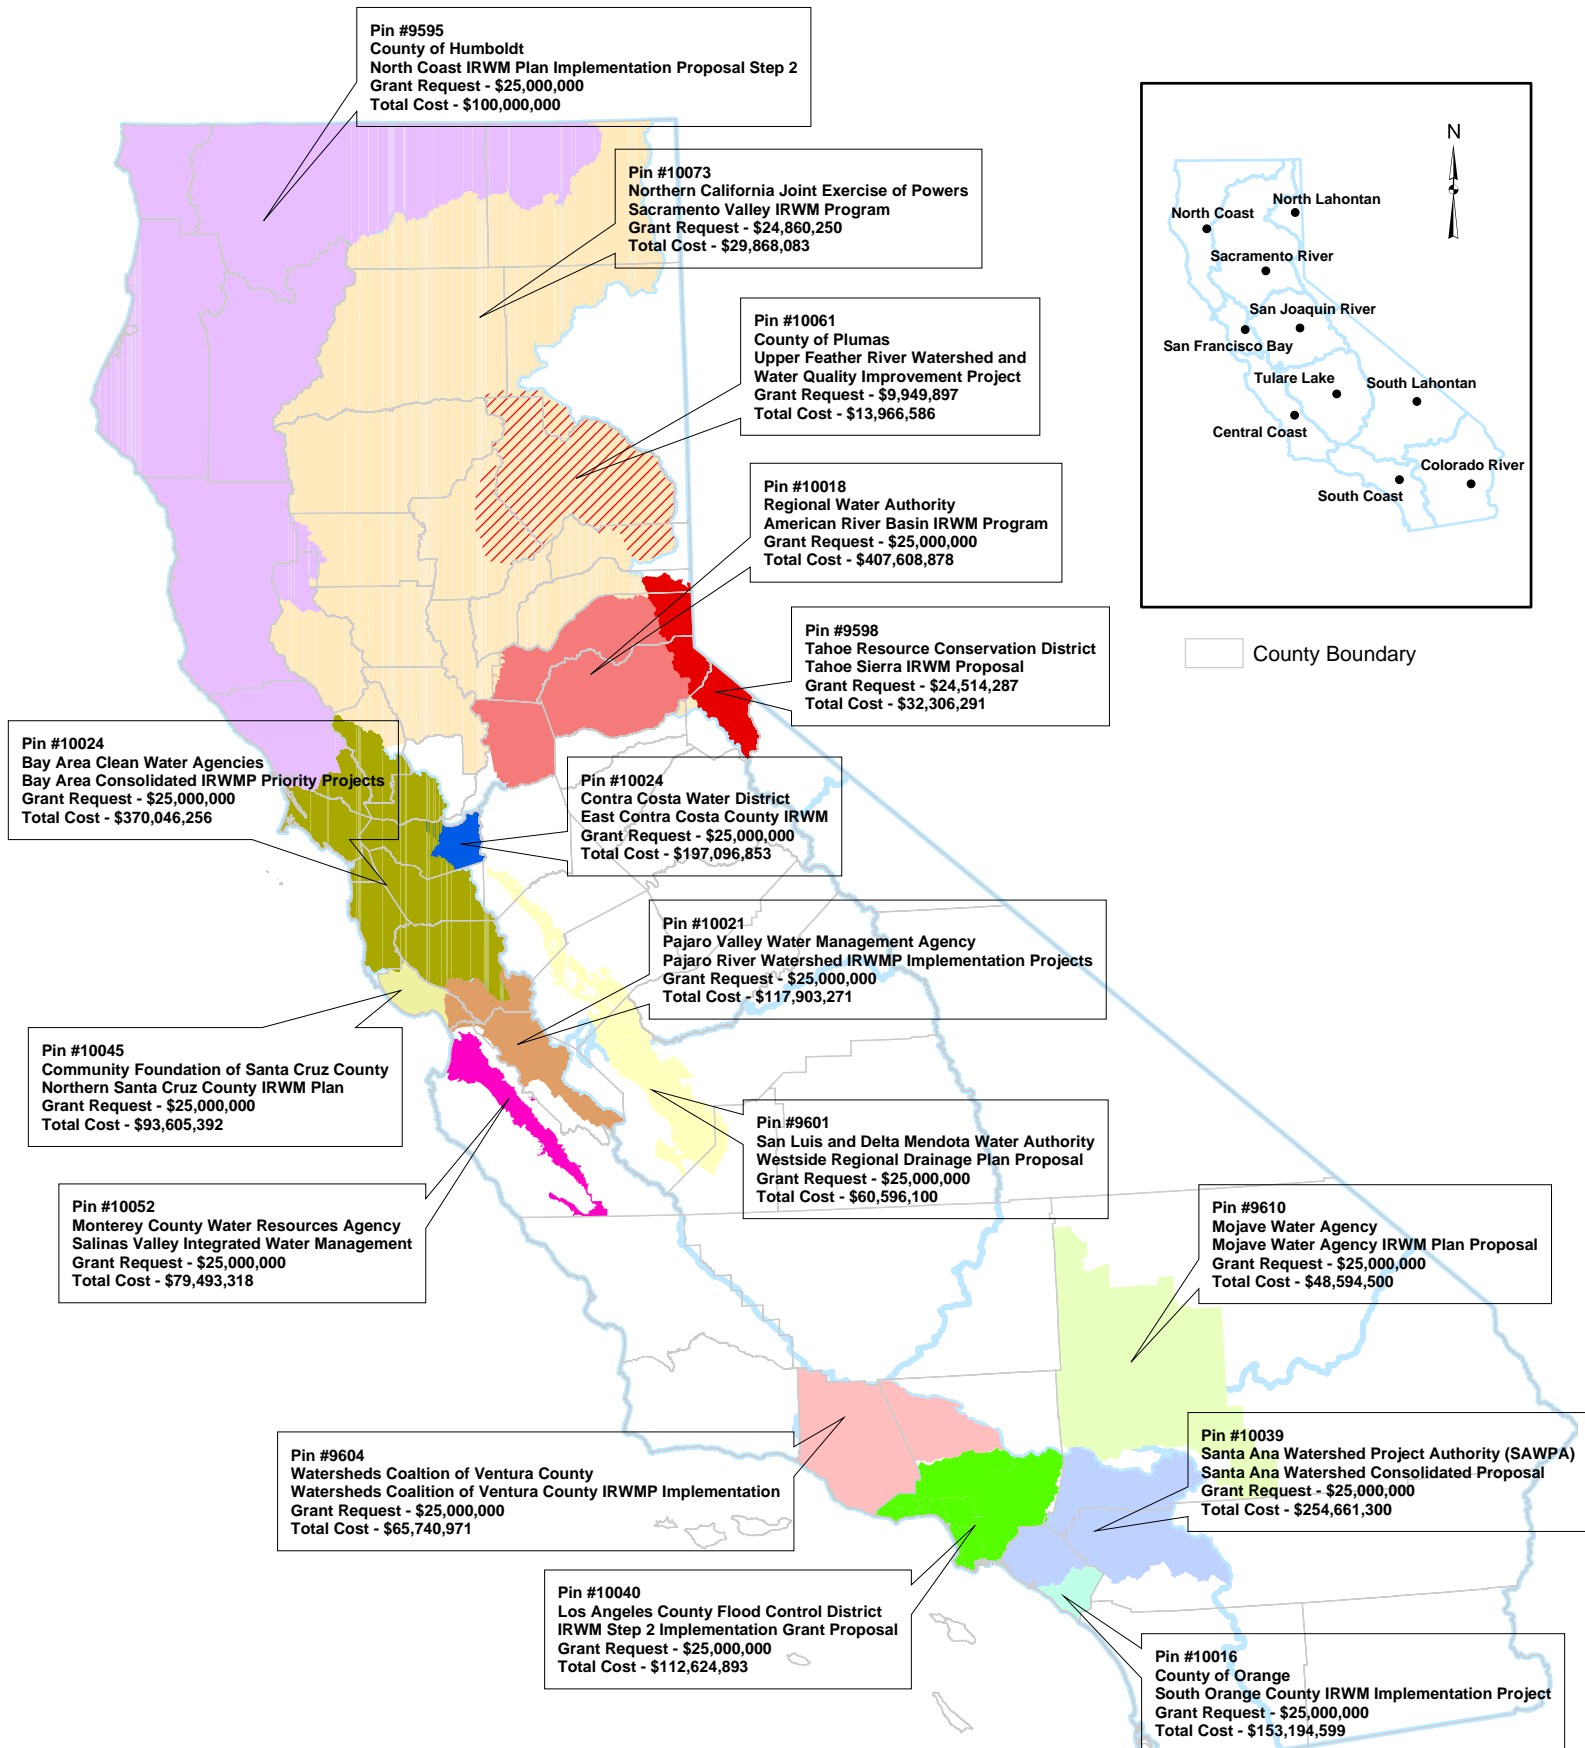 Pin #9595
County of Humboldt
North Coast IRWM Plan Implementation Proposal Step 2
Grant Request - $25,000,000
Total Cost - $100,000,000
Pin #10073
Northern California Joint Exercise of Powers
Sacramento Valley IRWM Program
Grant Request - $24,860,250
Total Cost - $29,868,083
Pin #10061
County of Plumas
Upper Feather River Watershed and
Water Quality Improvement Project
Grant Request - $9,949,897
Total Cost - $13,966,586
Pin #10018
Regional Water Authority
American River Basin IRWM Program
Grant Request - $25,000,000
Total Cost - $407,608,878
Pin #9598
Tahoe Resource Conservation District
Tahoe Sierra IRWM Proposal
Grant Request - $24,514,287
Total Cost - $32,306,291
N
North Lahontan
North Coast
Sacramento River
San Joaquin River
San Francisco Bay
Tulare Lake
South Lahontan
Central Coast
Colorado River
South Coast
County Boundary
Pin #10024
Bay Area Clean Water Agencies
Bay Area Consolidated IRWMP Priority Projects
Grant Request - $25,000,000
Total Cost - $370,046,256
Pin #10024
Contra Costa Water District
East Contra Costa County IRWM
Grant Request - $25,000,000
Total Cost - $197,096,853
Pin #10021
Pajaro Valley Water Management Agency
Pajaro River Watershed IRWMP Implementation Projects
Grant Request - $25,000,000
Total Cost - $117,903,271
Pin #10045
Community Foundation of Santa Cruz County
Northern Santa Cruz County IRWM Plan
Grant Request - $25,000,000
Total Cost - $93,605,392
Pin #9601
San Luis and Delta Mendota Water Authority
Westside Regional Drainage Plan Proposal
Grant Request - $25,000,000
Total Cost - $60,596,100
Pin #10052
Monterey County Water Resources Agency
Salinas Valley Integrated Water Management
Grant Request - $25,000,000
Total Cost - $79,493,318
Pin #9610
Mojave Water Agency
Mojave Water Agency IRWM Plan Proposal
Grant Request - $25,000,000
Total Cost - $48,594,500
Pin #9604
Watersheds Coaltion of Ventura County
Watersheds Coalition of Ventura County IRWMP Implementation
Grant Request - $25,000,000
Total Cost - $65,740,971
Pin #10039
Santa Ana Watershed Project Authority (SAWPA)
Santa Ana Watershed Consolidated Proposal
Grant Request - $25,000,000
Total Cost - $254,661,300
Pin #10040
Los Angeles County Flood Control District
IRWM Step 2 Implementation Grant Proposal
Grant Request - $25,000,000
Total Cost - $112,624,893
Pin #10016
County of Orange
South Orange County IRWM Implementation Project
Grant Request - $25,000,000
Total Cost - $153,194,599